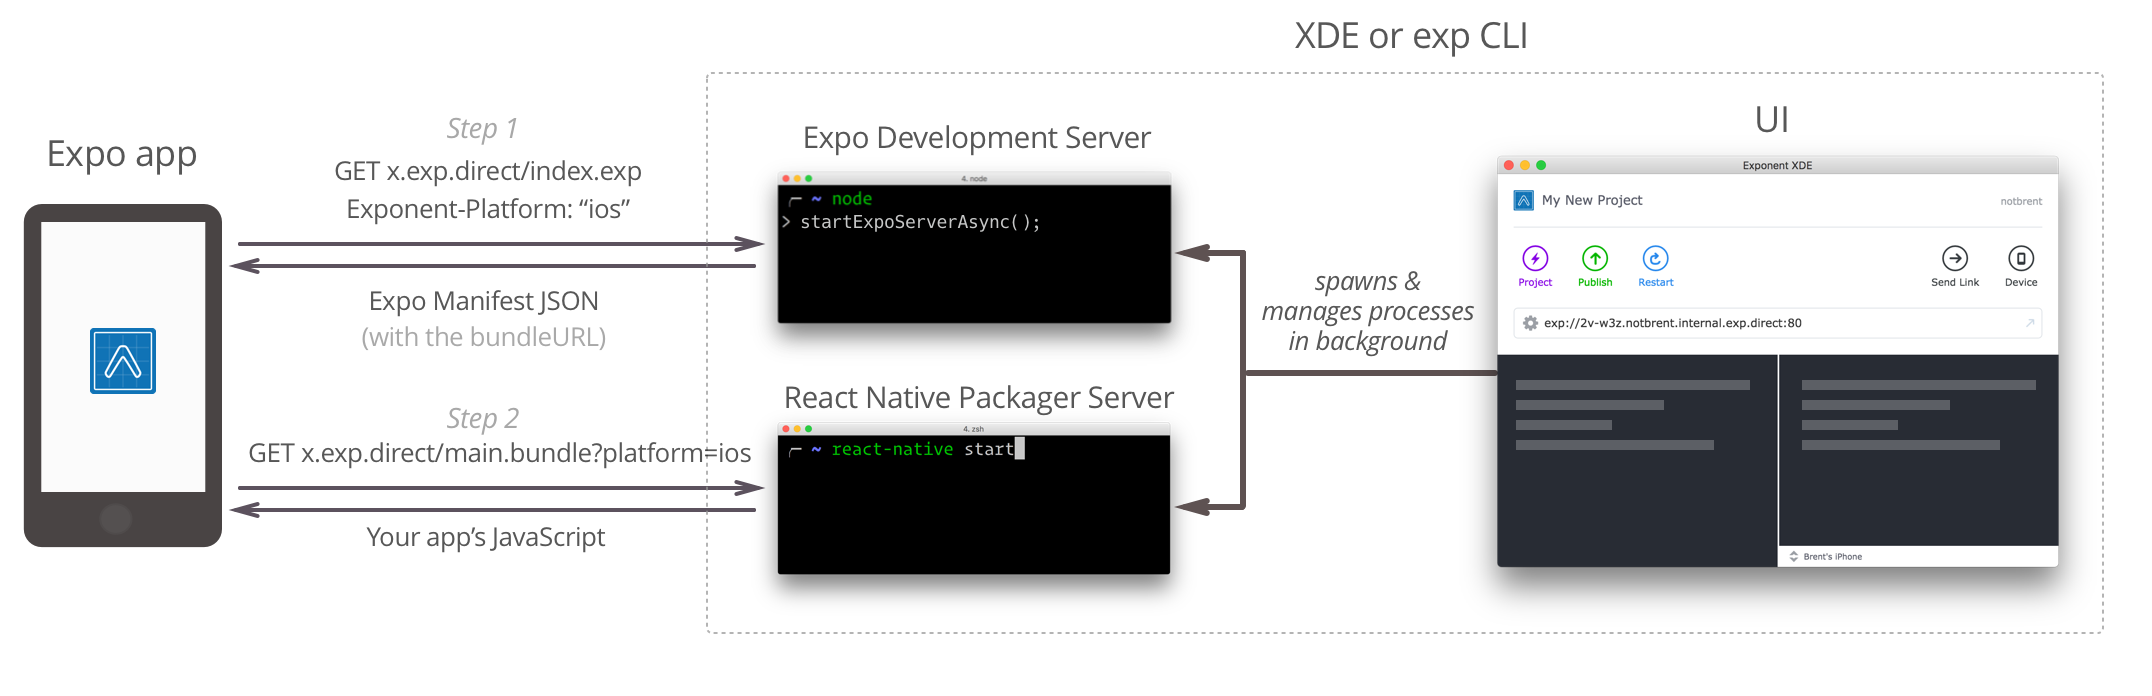 XDE or exp CLI
Expo app
Step 1
GET x.exp.direct/index.exp
Exponent-Platform: “ios”
Expo Manifest JSON
(with the bundleURL)
Step 2
GET x.exp.direct/main.bundle?platform=ios
Your app’s JavaScript
Expo Development Server
4. node
~ node
> startExpoServerAsync();
React Native Packager Server
4. zsh
~ react-native start
spawns &
manages processes
in background
UI
Exponent XDE
My New Project
notbrent
Project Publish Restart Send Link Device
exp://2v-w3z.notbrent.internal.exp.direct:80
Brent's iPhone